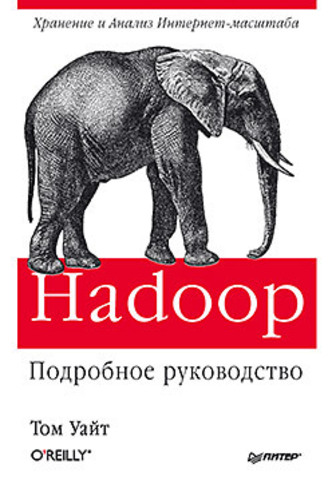 Хранение и Анализ Интернет-масштаба
Hadoop
Подробное руководство
Том Уайт
O'REILLY®
ПИТЕР®